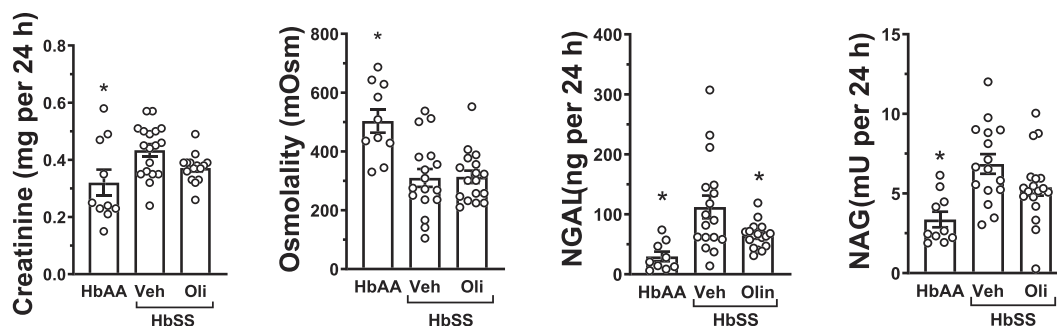 Creatinine (mg per 24 h)
0.8
0.6
0.4
0.2
0.0
*
HbAA
Veh
Oli
HbSS
Osmolality (mOsm)
800
600
400
200
0
*
HbAA
Veh
Oli
HbSS
NGAL(ng per 24 h)
400
300
200
100
0
*
*
HbAA
Veh
Olin
HbSS
NAG(mU per 24 h)
15
10
5
0
*
HbAA
Veh
Oli
HbSS